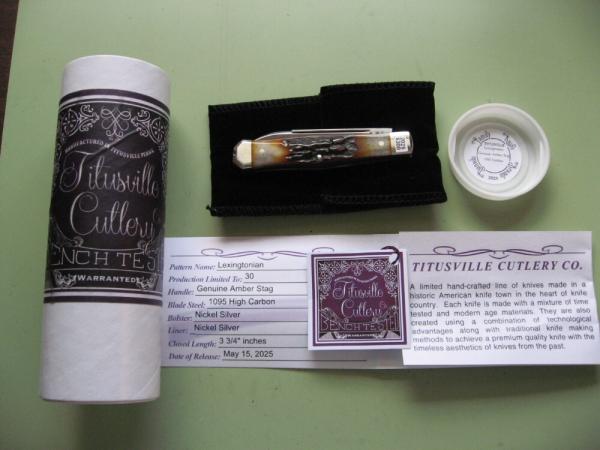 MANUFACTURED IN TITUSVILLE PENNA.
Titusville
Cutlery
BENCH TESTED
WARRANTED
Pattern Name: Lexingtonian
Production Limited To: 30
Handle: Genuine Amber Stag
Blade Steel: 1095 High Carbon
Bolster: Nickel Silver
Liner: Nickel Silver
Closed Length: 3 3/4" inches
Date of Release: May 15, 2025
Titusville
Cutlery
BENCH TESTED
WARRANTED
TITUSVILLE CUTLERY CO.
A limited hand-crafted line of knives made in a
historic American knife town in the heart of knife
country. Each knife is made with a mixture of time
tested and modern age materials. They are also
created using a combination of technological
advantages along with traditional knife making
methods to achieve a premium quality knife with the
timeless aesthetics of knives from the past.
2025